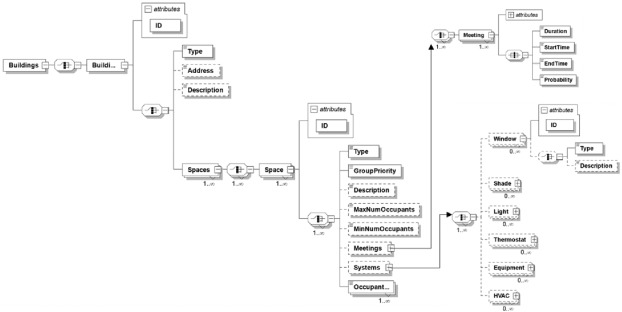 attributes
ID
Buildings
Buildi...
Type
Address
Description
Spaces
1...∞
1...∞
Space
1...∞
attributes
ID
Type
GroupPriority
Description
MaxNumOccupants
MinNumOccupants
1...∞
Meetings
Systems
Occupant...
1...∞
1...∞
Meeting
1...∞
attributes
Duration
StartTime
EndTime
Probability
1...∞
Window
0...∞
attributes
ID
Type
Description
Shade
0...∞
Light
0...∞
Thermostat
0...∞
Equipment
0...∞
HVAC
0...∞